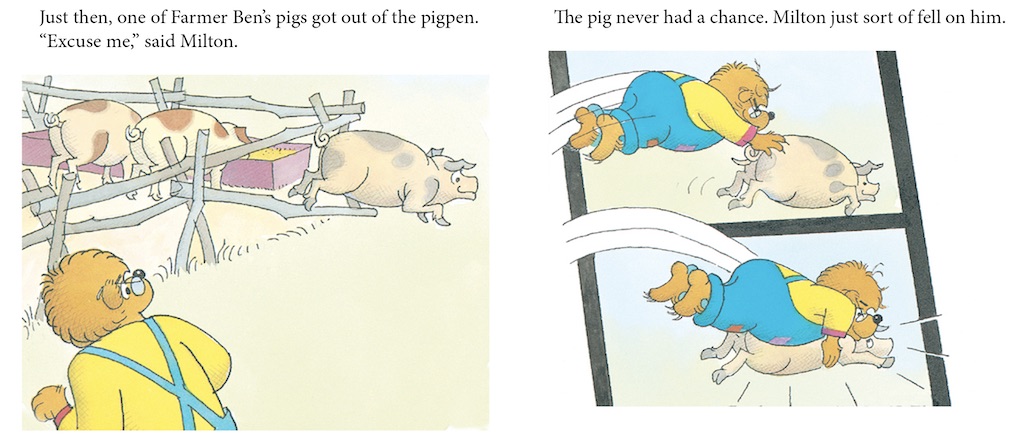 Just then, one of Farmer Ben’s pigs got out of the pigpen.
“Excuse me,” said Milton.
The pig never had a chance. Milton just sort of fell on him.